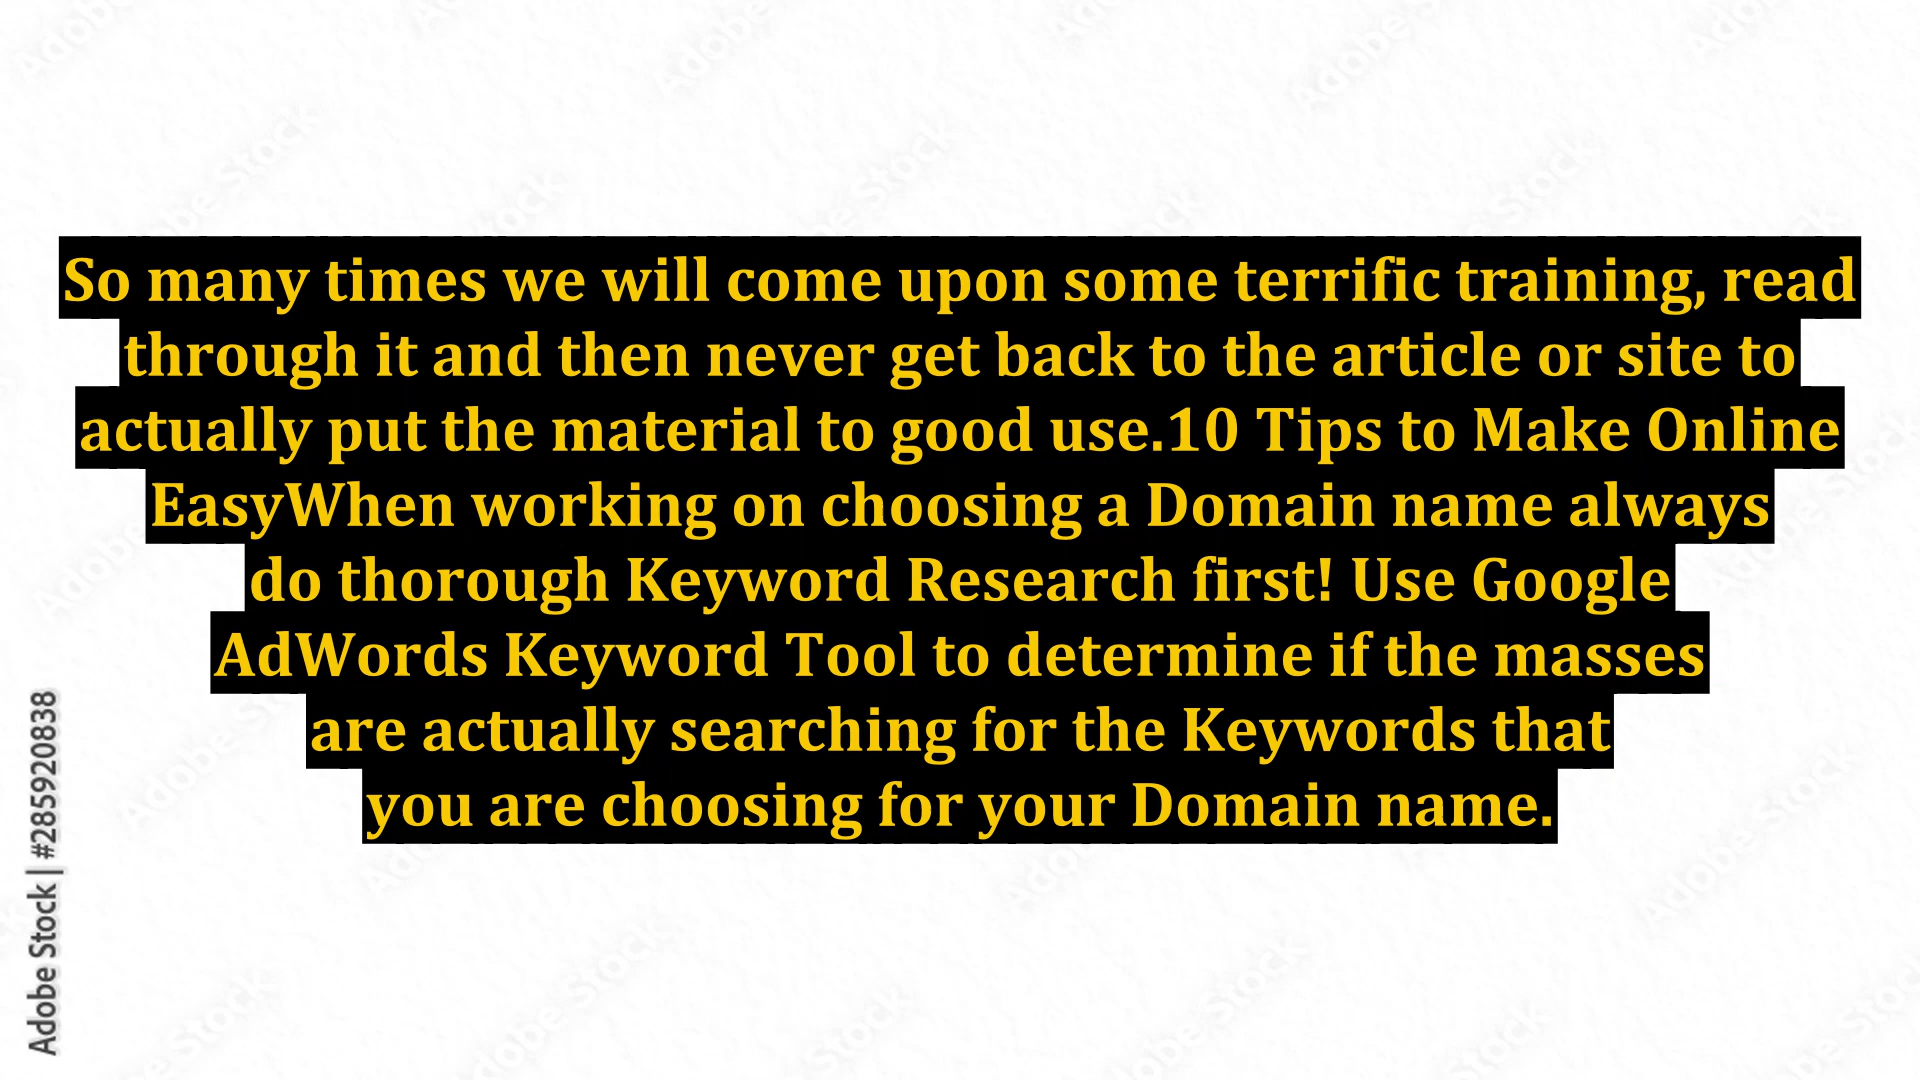 So many times we will come upon some terrific training, read
through it and then never get back to the article or site to
actually put the material to good use.10 Tips to Make Online
EasyWhen working on choosing a Domain name always
do thorough Keyword Research first! Use Google
AdWords Keyword Tool to determine if the masses
are actually searching for the Keywords that
you are choosing for your Domain name.
Adobe Stock | #285920838